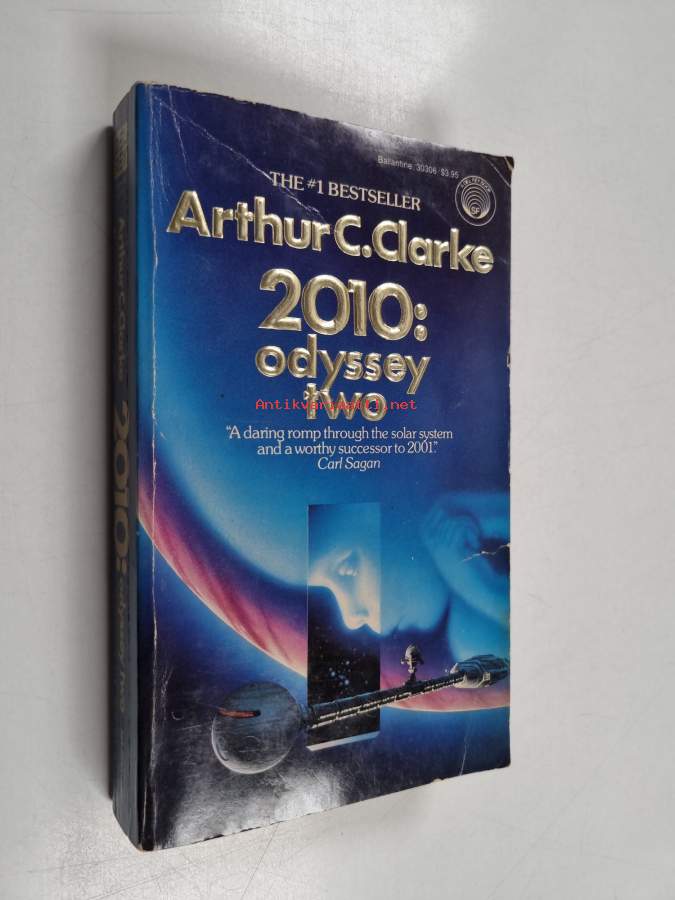 Ballantine 30306 $3.95
THE #1 BESTSELLER
SF
Arthur C. Clarke
2010:
odyssey
two
Antikvariaatti.net
“A daring romp through the solar system
and a worthy successor to 2001.”
Carl Sagan
Arthur C. Clarke 2010: odyssey two